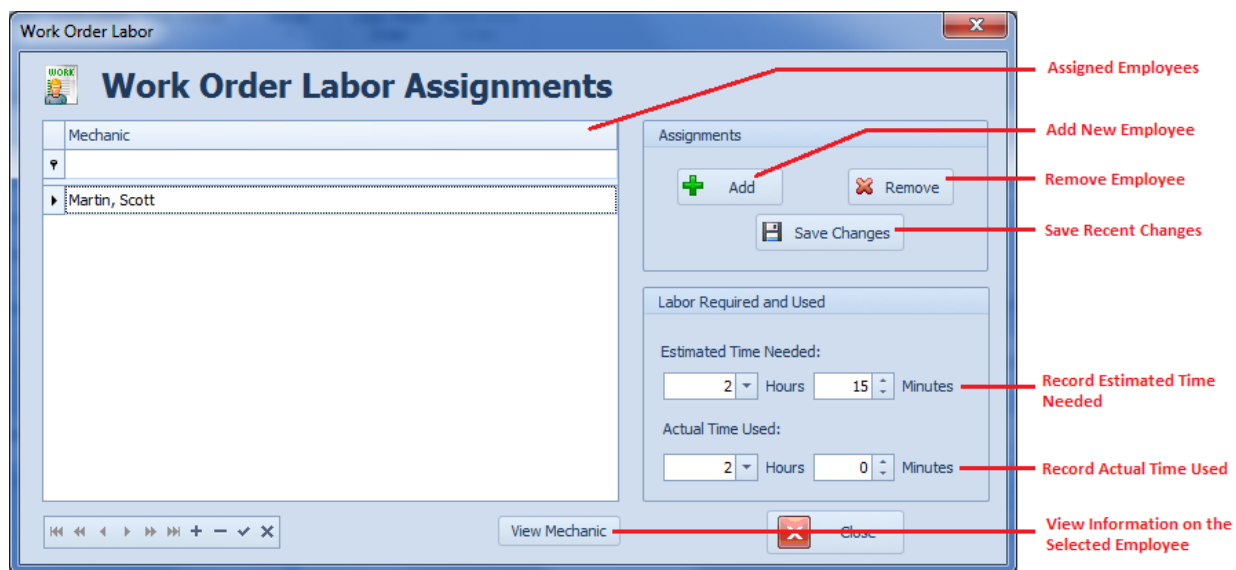 Work Order Labor
WORK
Work Order Labor Assignments
Assigned Employees
Mechanic
Assignments
Add New Employee
Add
Remove
Remove Employee
Martin, Scott
Save Changes
Save Recent Changes
Labor Required and Used
Estimated Time Needed:
2 Hours 15 Minutes
Record Estimated Time
Needed
Actual Time Used:
2 Hours 0 Minutes
Record Actual Time Used
View Mechanic
Close
View Information on the
Selected Employee